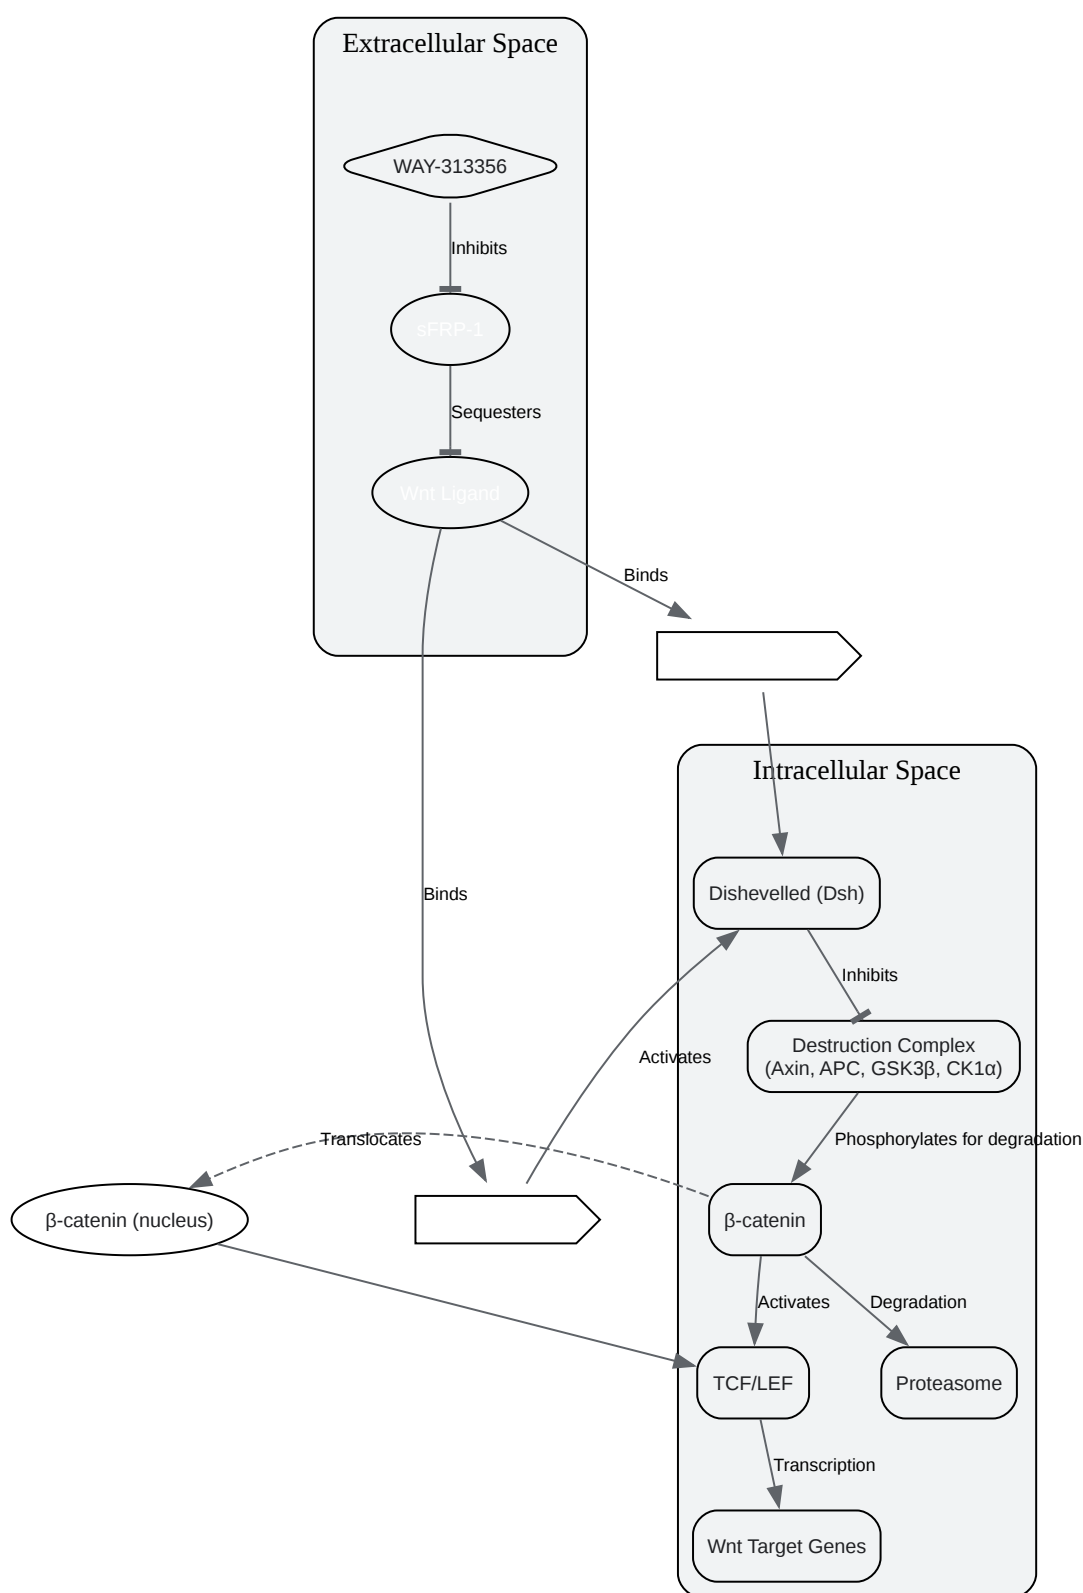 Extracellular Space
WAY-313356
Inhibits
sFRP-1
Sequesters
Wnt Ligand
Binds
Intracellular Space
Dishevelled (Dsh)
Binds
Inhibits
Destruction Complex
(Axin, APC, GSK3β, CK1α)
Activates
Translocates
Phosphorylates for degradation
β-catenin (nucleus)
β-catenin
Activates
Degradation
TCF/LEF
Proteasome
Transcription
Wnt Target Genes